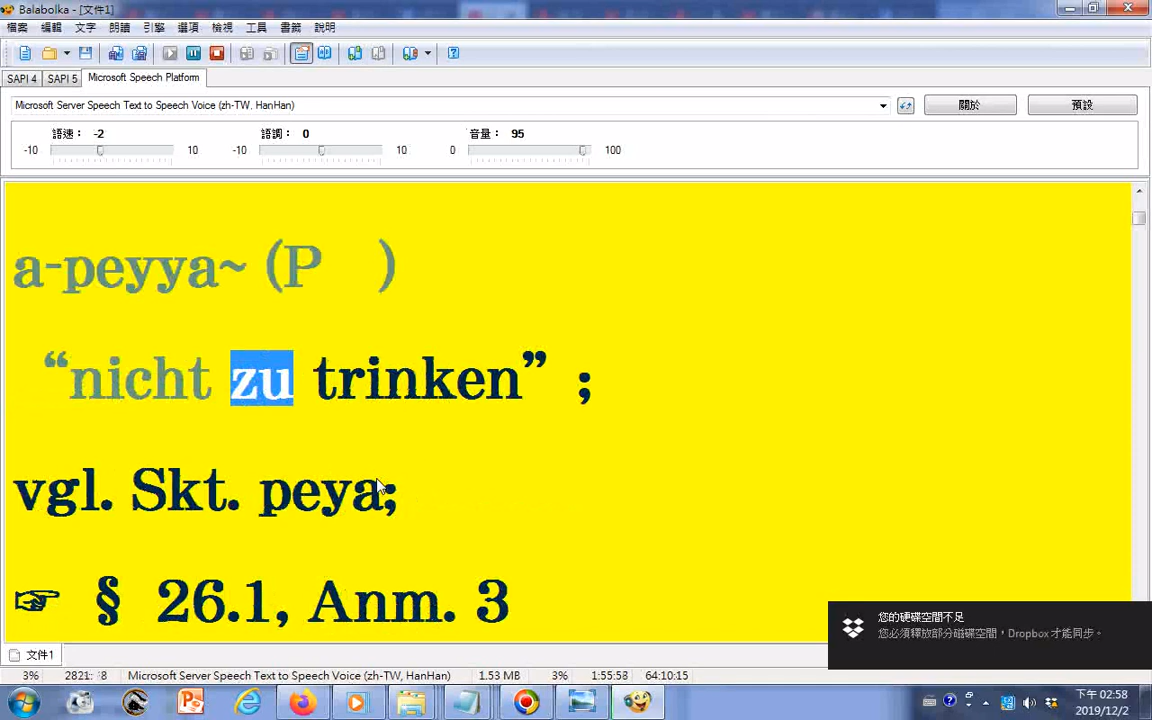 Balabolka - [文件1]
檔案 編輯 文字 朗讀 引擎 選項 檢視 工具 書籤 說明
SAPI 4 SAPI 5 Microsoft Speech Platform
Microsoft Server Speech Text to Speech Voice (zh-TW, HanHan) 關於 預設
語速： -2 語調： 0 音量： 95
-10 10 -10 10 0 100
a-peyya~ (P )
“nicht zu trinken” ;
vgl. Skt. peya;
☞ § 26.1, Anm. 3
您的硬碟空間不足
您必須釋放部分磁碟空間，Dropbox 才能同步。
文件1
3% Microsoft Server Speech Text to Speech Voice (zh-TW, HanHan) 1.53 MB 3% 1:55:58 64:10:15
下午 02:58
2019/12/2